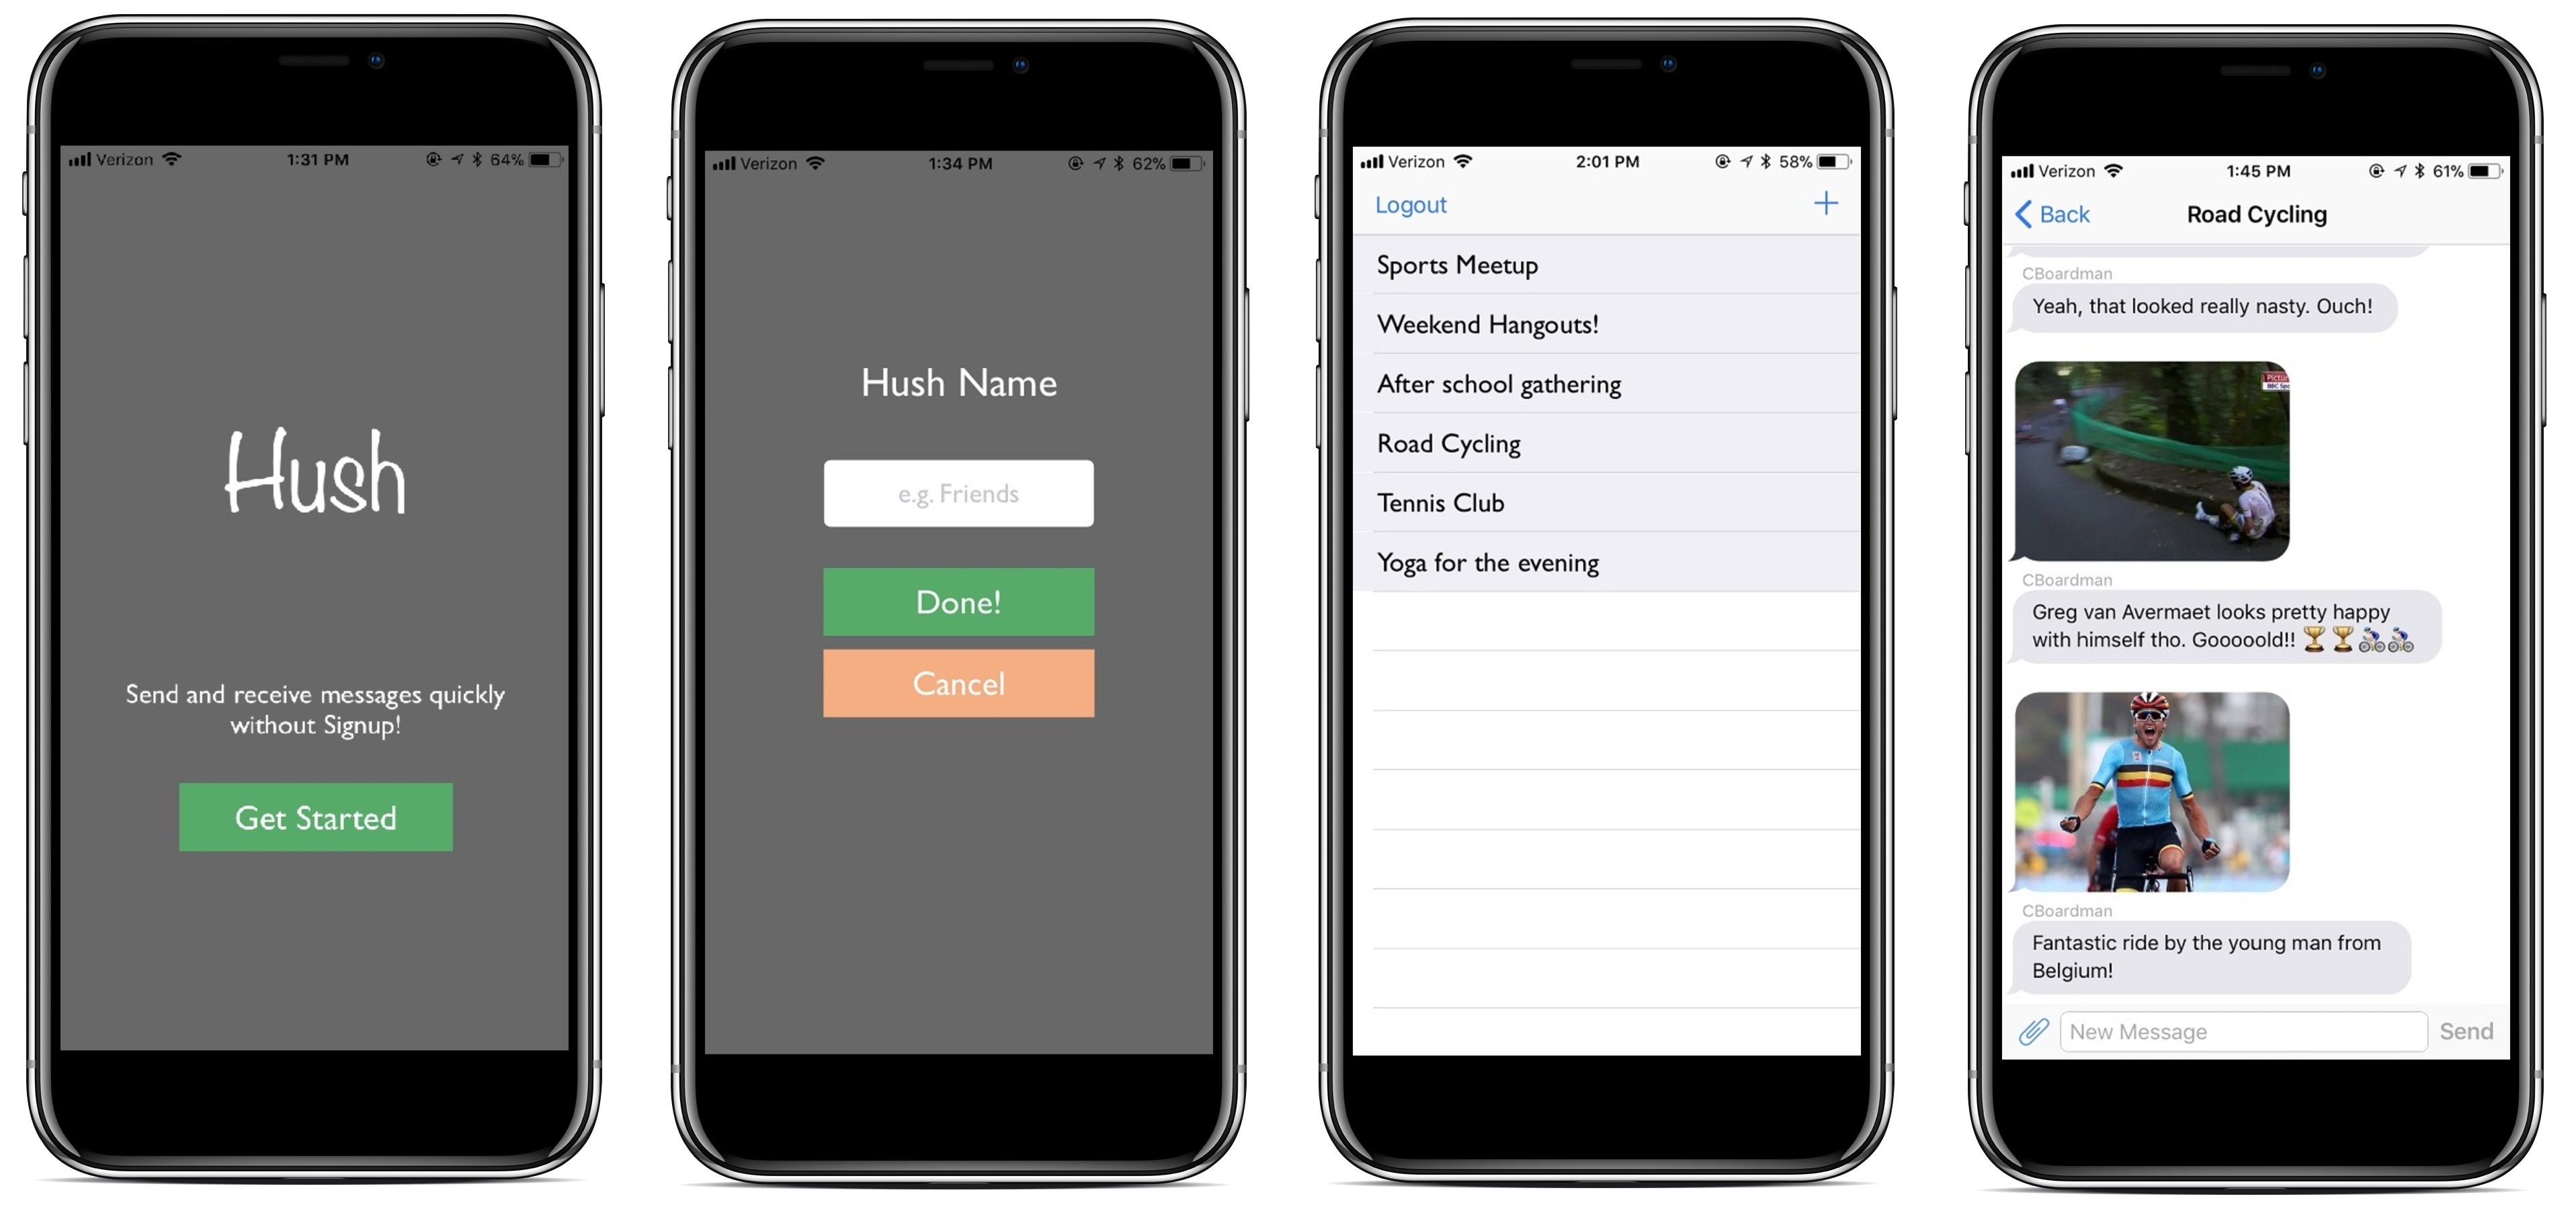 Verizon 1:31 PM 64%
Hush
Send and receive messages quickly
without Signup!
Get Started
Verizon 1:34 PM 62%
Hush Name
e.g. Friends
Done!
Cancel
Verizon 2:01 PM 58%
Logout +
Sports Meetup
Weekend Hangouts!
After school gathering
Road Cycling
Tennis Club
Yoga for the evening
Verizon 1:45 PM 61%
Back Road Cycling
CBoardman
Yeah, that looked really nasty. Ouch!
CBoardman
Greg van Avermaet looks pretty happy
with himself tho. Gooooold!! 🏆🏆🚴🚴
CBoardman
Fantastic ride by the young man from
Belgium!
New Message Send